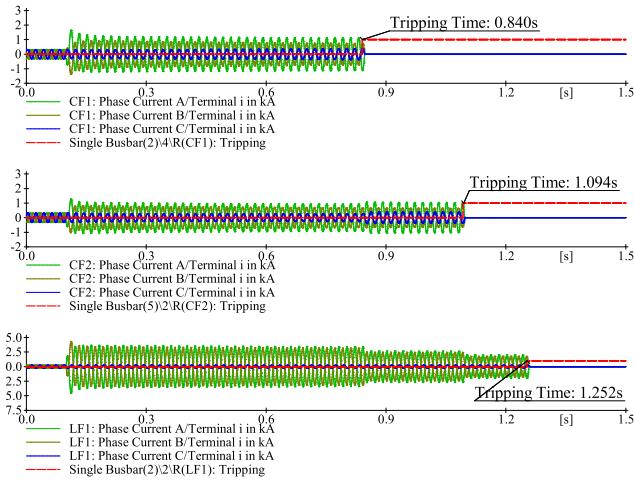 3
Tripping Time: 0.840s
2
1
0
-1
-2
0.0 0.3 0.6 0.9 1.2 [s] 1.5
CF1: Phase Current A/Terminal i in kA
CF1: Phase Current B/Terminal i in kA
CF1: Phase Current C/Terminal i in kA
Single Busbar(2)\4\R(CF1): Tripping
3
Tripping Time: 1.094s
2
1
0
-1
-2
0.0 0.3 0.6 0.9 [s] 1.2 1.5
CF2: Phase Current A/Terminal i in kA
CF2: Phase Current B/Terminal i in kA
CF2: Phase Current C/Terminal i in kA
Single Busbar(5)\2\R(CF2): Tripping
5.0
2.5
0.0
2.5
Tripping Time: 1.252s
5.0
7.5
0.0 0.3 0.6 0.9 1.2 [s] 1.5
LF1: Phase Current A/Terminal i in kA
LF1: Phase Current B/Terminal i in kA
LF1: Phase Current C/Terminal i in kA
Single Busbar(2)\2\R(LF1): Tripping